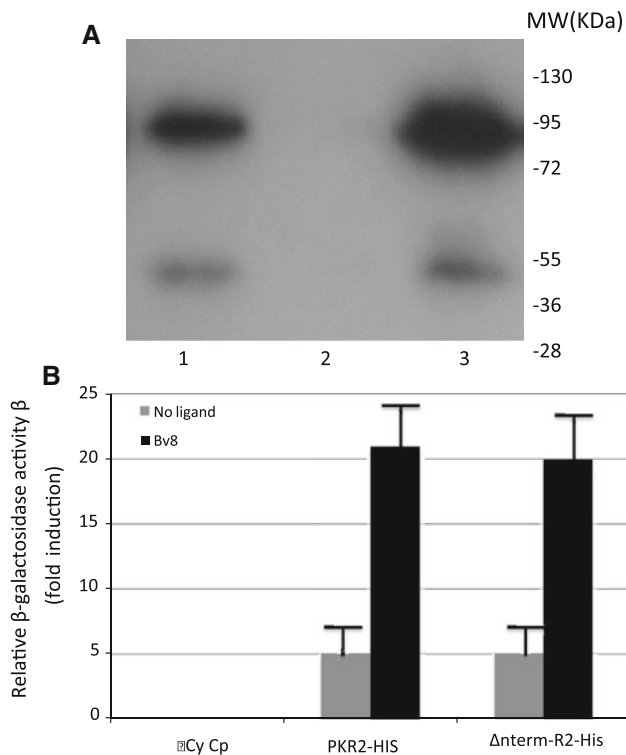 MW(KDa)
A
-130
-95
-72
-55
-36
-28
1 2 3
B
Relative β-galactosidase activity β
(fold induction)
25
20
15
10
5
0
No ligand
Bv8
Cy Cp
PKR2-HIS
Δnterm-R2-His